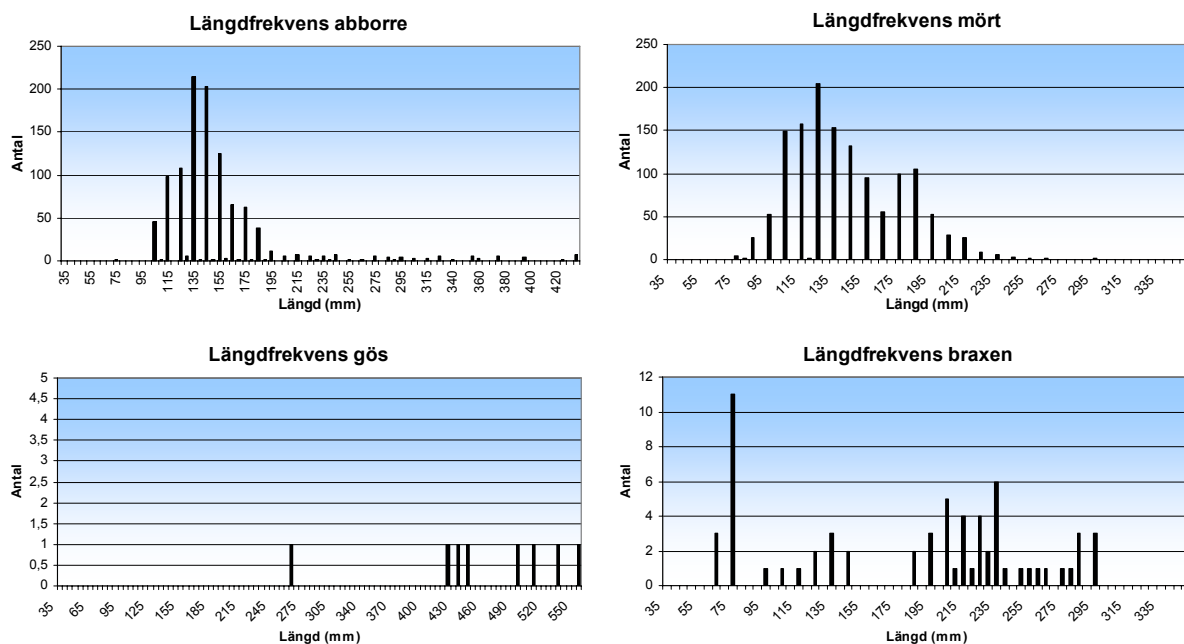 Längdfrekvens abborre
250
200
150
100
50
0
Antal
35 55 75 95 115 135 155 175 195 215 235 255 275 295 315 340 360 380 400 420
Längd (mm)
Längdfrekvens mört
250
200
150
100
50
0
Antal
35 55 75 95 115 135 155 175 195 215 235 255 275 295 315 335
Längd (mm)
Längdfrekvens gös
5
4,5
4
3,5
3
2,5
2
1,5
1
0,5
0
Antal
35 65 95 125 155 185 215 245 275 305 340 370 400 430 460 490 520 550
Längd (mm)
Längdfrekvens braxen
12
10
8
6
4
2
0
Antal
35 55 75 95 115 135 155 175 195 215 235 255 275 295 315 335
Längd (mm)